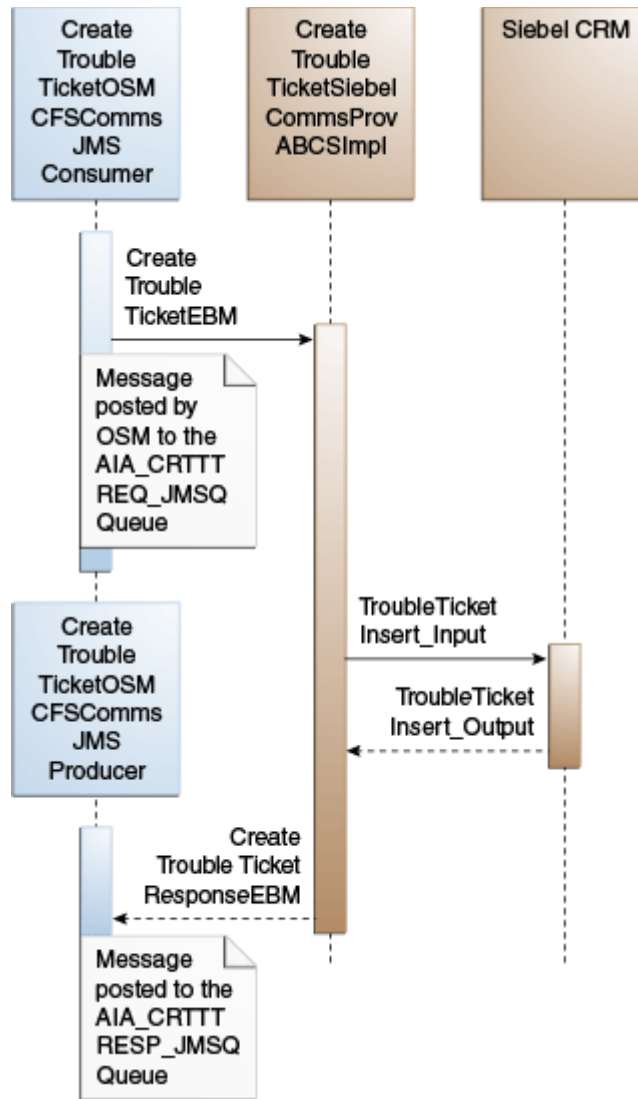 Create
Trouble
TicketOSM
CFSComms
JMS
Consumer
Create
Trouble
TicketSiebel
CommsProv
ABCSImpl
Siebel CRM
Create
Trouble
TicketEBM
Message
posted by
OSM to the
AIA_CRTTT
REQ_JMSQ
Queue
Create
Trouble
TicketOSM
CFSComms
JMS
Producer
TroubleTicket
Insert_Input
TroubleTicket
Insert_Output
Create
Trouble Ticket
ResponseEBM
Message
posted to the
AIA_CRTTT
RESP_JMSQ
Queue